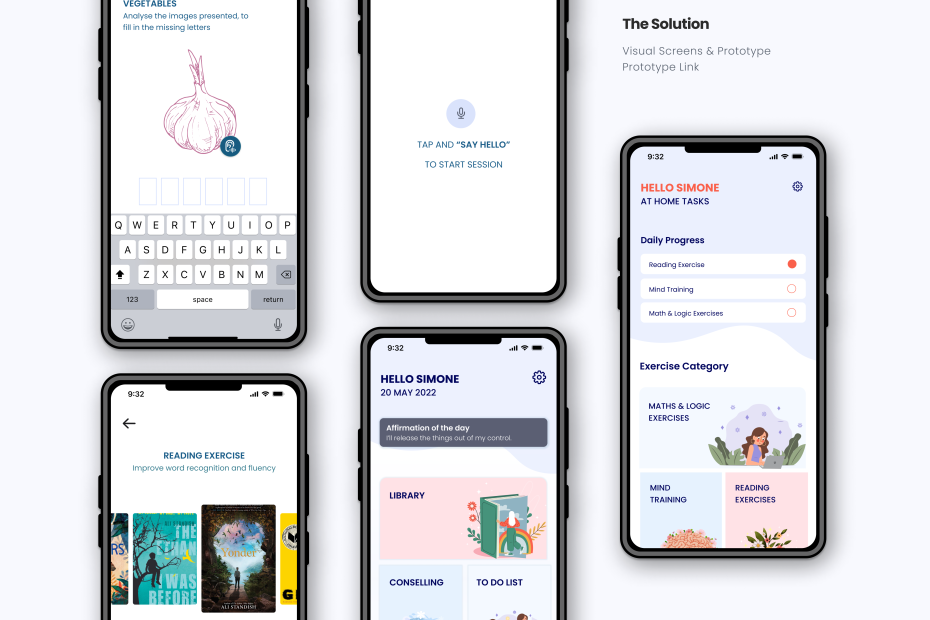 VEGETABLES
Analyse the images presented, to
fill in the missing letters
Q W E R T Y U I O P
A S D F G H J K L
Z X C V B N M
123 space return
TAP AND “SAY HELLO”
TO START SESSION
The Solution
Visual Screens & Prototype
Prototype Link
9:32
READING EXERCISE
Improve word recognition and fluency
THE
THAN
I WAS
BEFORE
Yonder
ALI STANDISH
9:32
HELLO SIMONE
20 MAY 2022
Affirmation of the day
I'll release the things out of my control.
LIBRARY
CONSELLING
TO DO LIST
9:32
HELLO SIMONE
AT HOME TASKS
Daily Progress
Reading Exercise
Mind Training
Math & Logic Exercises
Exercise Category
MATHS & LOGIC
EXERCISES
MIND
TRAINING
READING
EXERCISES